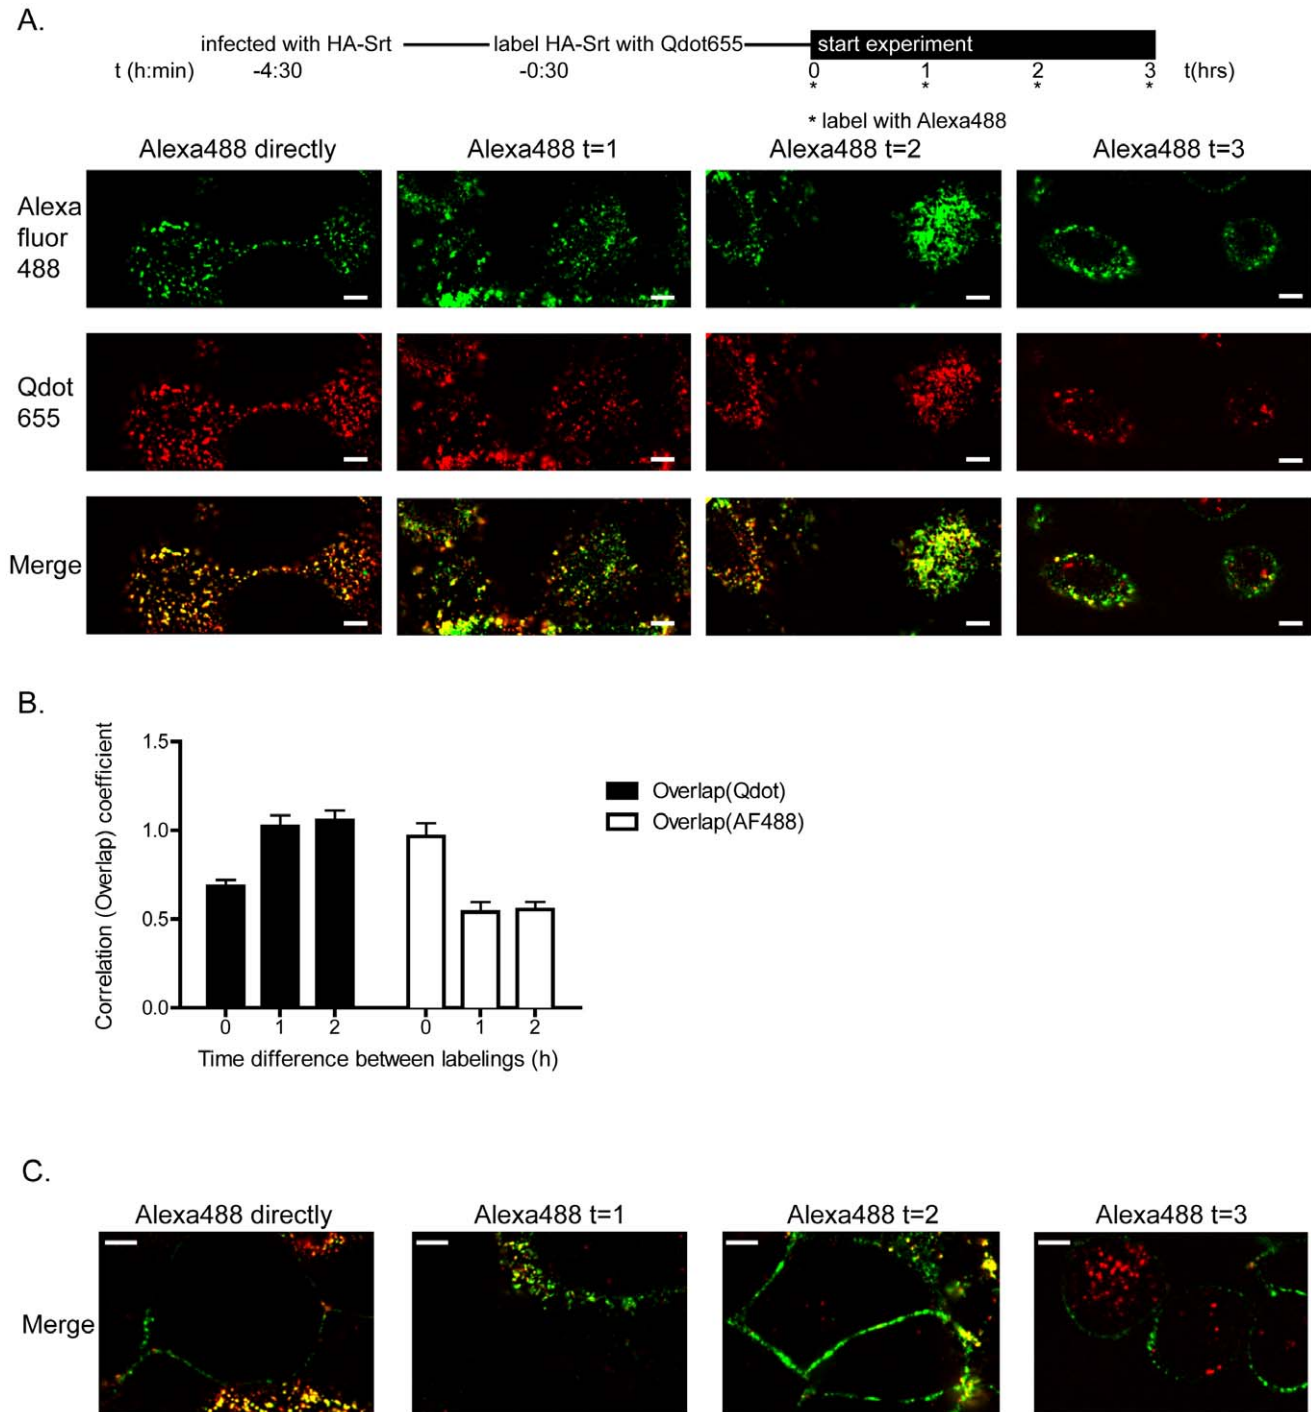 A.
infected with HA-Srt label HA-Srt with Qdot655 start experiment
t (h:min) -4:30 -0:30 0 1 2 3 t(hrs)
* * * *
* label with Alexa488
Alexa488 directly Alexa488 t=1 Alexa488 t=2 Alexa488 t=3
Alexa
fluor
488
Qdot
655
Merge
B.
Correlation (Overlap) coefficient
1.5
1.0
0.5
0.0
0 1 2 0 1 2
Time difference between labelings (h)
Overlap(Qdot)
Overlap(AF488)
C.
Alexa488 directly Alexa488 t=1 Alexa488 t=2 Alexa488 t=3
Merge